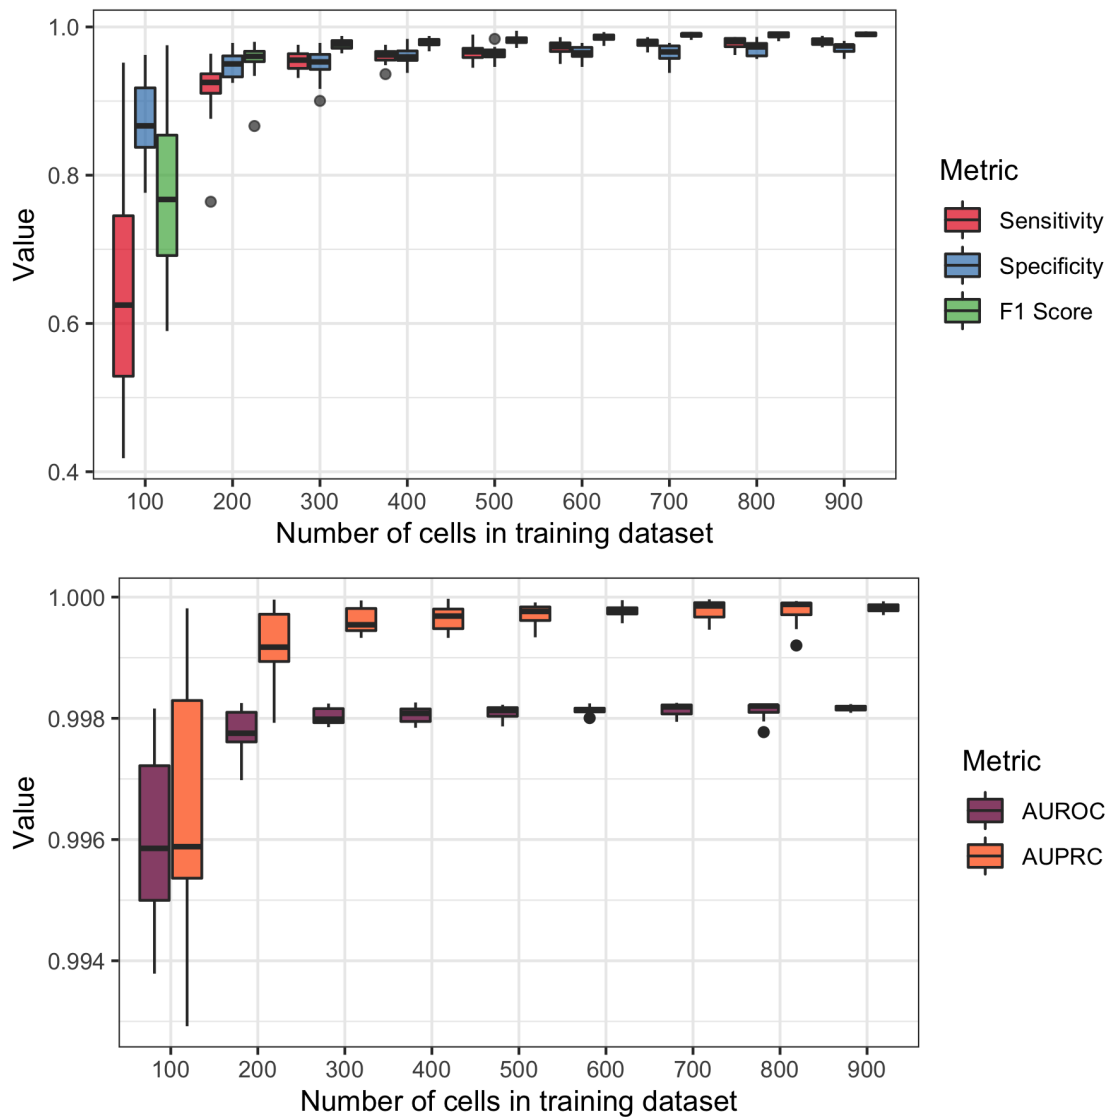 1.0
0.8
0.6
0.4
Value
100 200 300 400 500 600 700 800 900
Number of cells in training dataset
Metric
Sensitivity
Specificity
F1 Score
1.000
0.998
0.996
0.994
Value
100 200 300 400 500 600 700 800 900
Number of cells in training dataset
Metric
AUROC
AUPRC